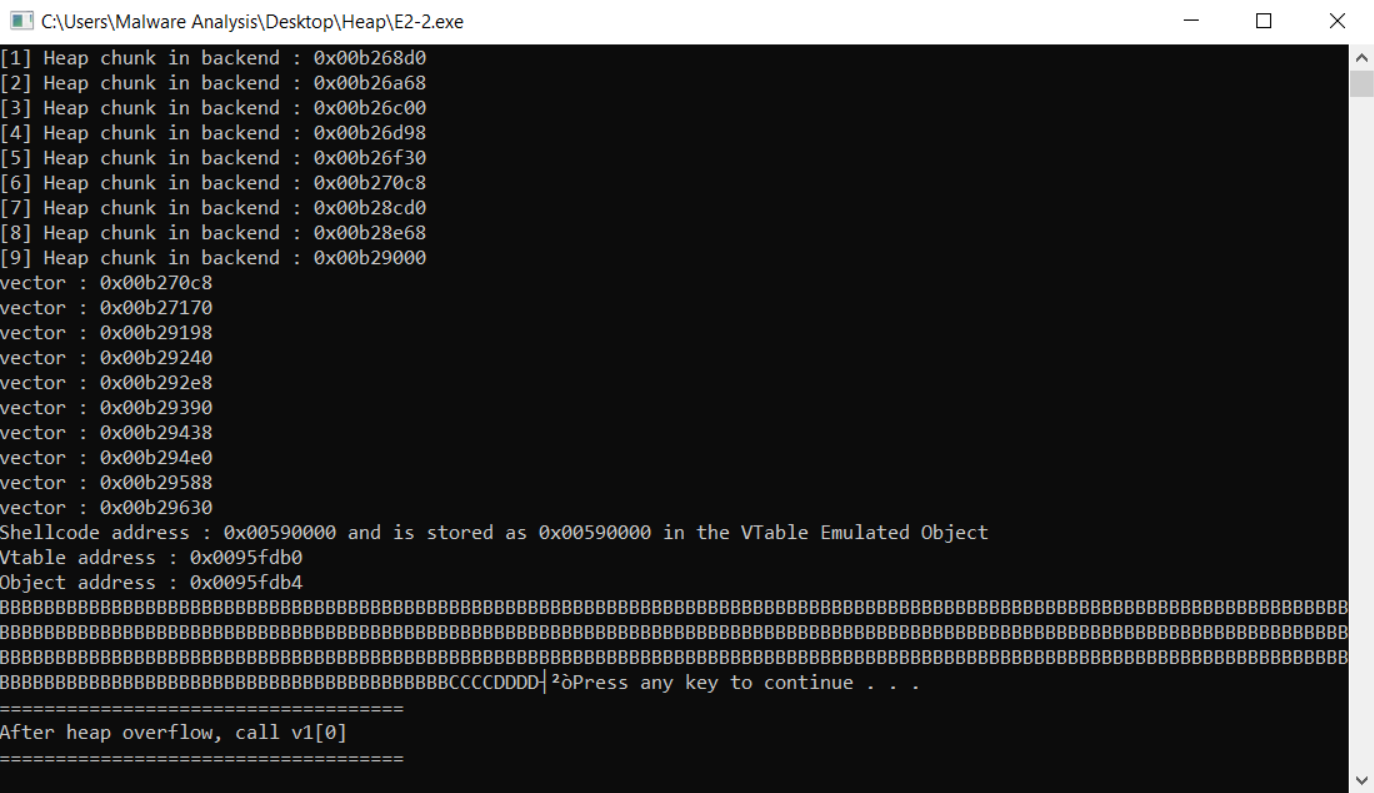 C:\Users\Malware Analysis\Desktop\Heap\E2-2.exe
[1] Heap chunk in backend : 0x00b268d0
[2] Heap chunk in backend : 0x00b26a68
[3] Heap chunk in backend : 0x00b26c00
[4] Heap chunk in backend : 0x00b26d98
[5] Heap chunk in backend : 0x00b26f30
[6] Heap chunk in backend : 0x00b270c8
[7] Heap chunk in backend : 0x00b28cd0
[8] Heap chunk in backend : 0x00b28e68
[9] Heap chunk in backend : 0x00b29000
vector : 0x00b270c8
vector : 0x00b27170
vector : 0x00b29198
vector : 0x00b29240
vector : 0x00b292e8
vector : 0x00b29390
vector : 0x00b29438
vector : 0x00b294e0
vector : 0x00b29588
vector : 0x00b29630
Shellcode address : 0x00590000 and is stored as 0x00590000 in the VTable Emulated Object
Vtable address : 0x0095fdb0
Object address : 0x0095fdb4
BBBBBBBBBBBBBBBBBBBBBBBBBBBBBBBBBBBBBBBBBBBBBBBBBBBBBBBBBBBBBBBBBBBBBBBBBBBBBBBBBBBBBBBBBBBBBBBBBBBBBBBBBBBBBBBBBBBBBBBB
BBBBBBBBBBBBBBBBBBBBBBBBBBBBBBBBBBBBBBBBBBBBBBBBBBBBBBBBBBBBBBBBBBBBBBBBBBBBBBBBBBBBBBBBBBBBBBBBBBBBBBBBBBBBBBBBBBBBBBBB
BBBBBBBBBBBBBBBBBBBBBBBBBBBBBBBBBBBBBBBBBBBBBBBBBBBBBBBBBBBBBBBBBBBBBBBBBBBBBBBBBBBBBBBBBBBBBBBBBBBBBBBBBBBBBBBBBBBBBBBB
BBBBBBBBBBBBBBBBBBBBBBBBBBBBBBBBBBBBBBBBCCCCDDDD┤²òPress any key to continue . . .
====================================
After heap overflow, call v1[0]
====================================